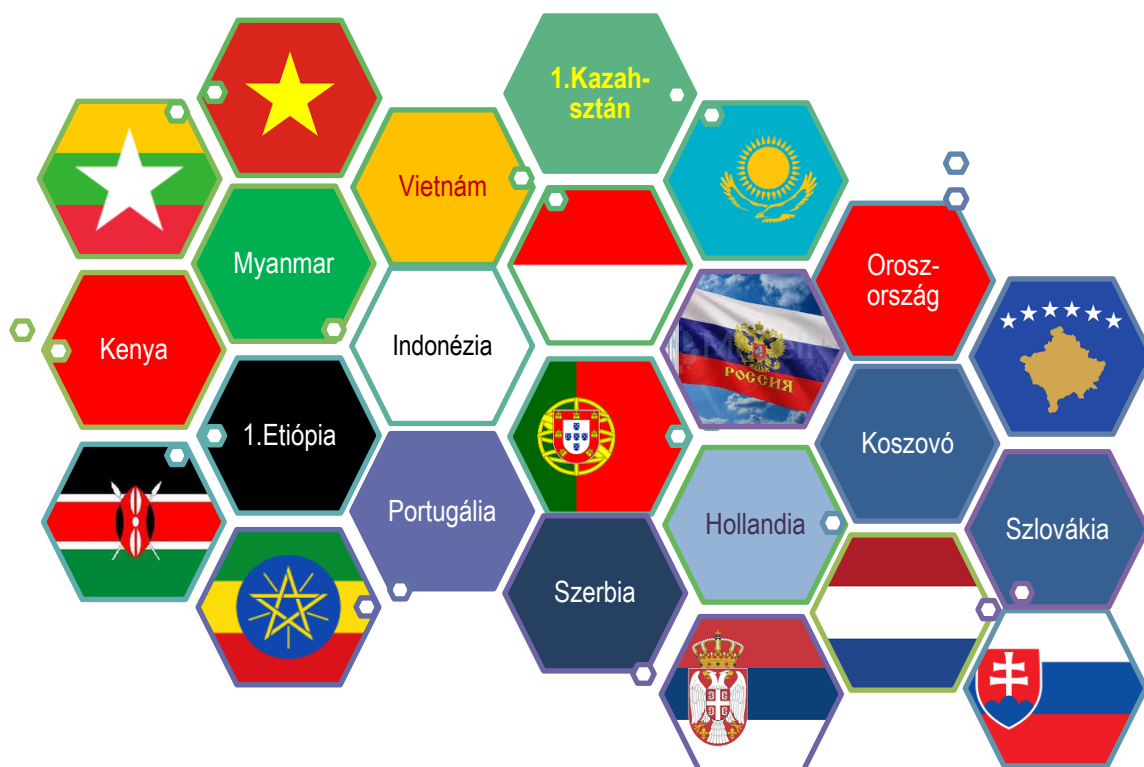 1.Kazah-
sztán
Vietnám
Myanmar
Orosz-
ország
Kenya
Indonézia
РОССИЯ
1.Etiópia
Koszovó
Portugália
Hollandia
Szlovákia
Szerbia